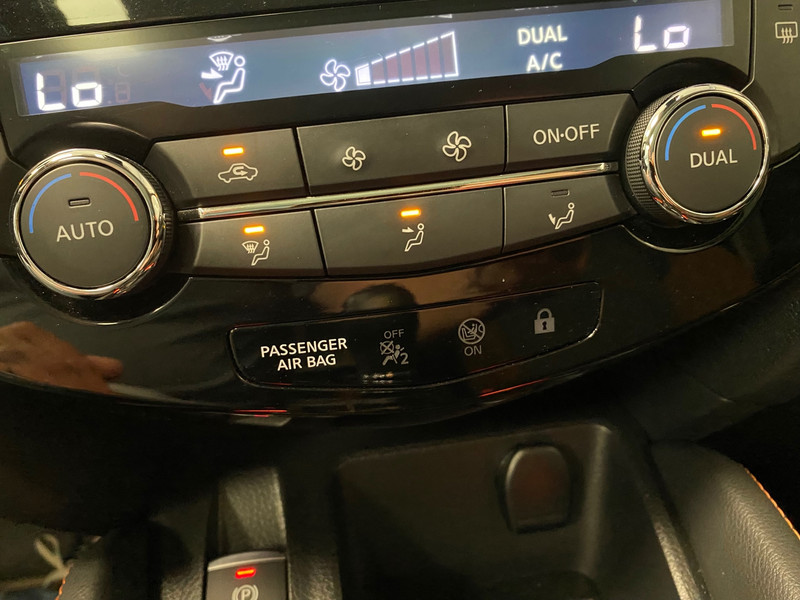 Lo
DUAL
A/C
Lo
ON·OFF
AUTO
DUAL
PASSENGER
AIR BAG
OFF
2
ON
P